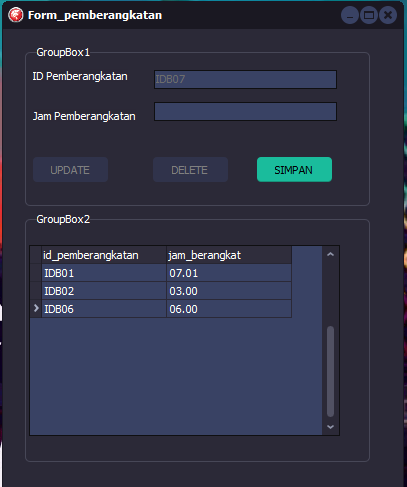 Form_pemberangkatan
GroupBox1
ID Pemberangkatan IDB07
Jam Pemberangkatan
UPDATE DELETE SIMPAN
GroupBox2
id_pemberangkatan jam_berangkat
IDB01 07.01
IDB02 03.00
IDB06 06.00